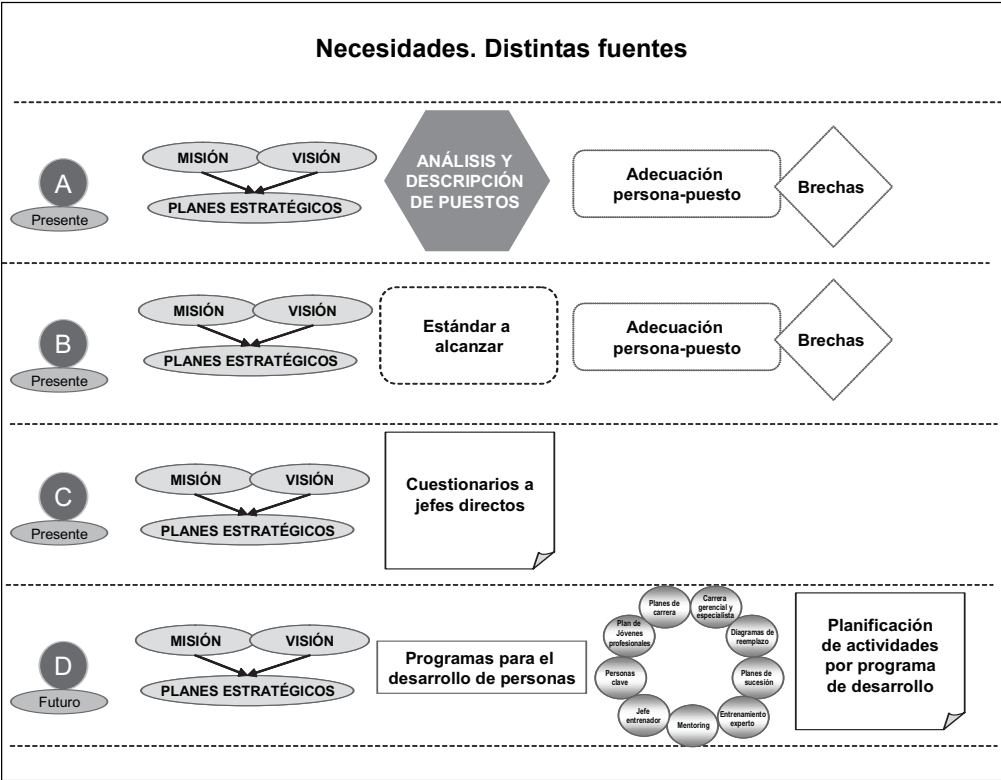 Necesidades. Distintas fuentes
A
Presente
MISIÓN
VISIÓN
PLANES ESTRATÉGICOS
ANÁLISIS Y
DESCRIPCIÓN
DE PUESTOS
Adecuación
persona-puesto
Brechas
B
Presente
MISIÓN
VISIÓN
PLANES ESTRATÉGICOS
Estándar a
alcanzar
Adecuación
persona-puesto
Brechas
C
Presente
MISIÓN
VISIÓN
PLANES ESTRATÉGICOS
Cuestionarios a
jefes directos
D
Futuro
MISIÓN
VISIÓN
PLANES ESTRATÉGICOS
Programas para el
desarrollo de personas
Planes de
carrera
Carrera
gerencial y
especialista
Diagramas de
reemplazo
Planes de
sucesión
Entrenamiento
experto
Mentoring
Jefe
entrenador
Personas
clave
Plan de
Jóvenes
profesionales
Planificación
de actividades
por programa
de desarrollo